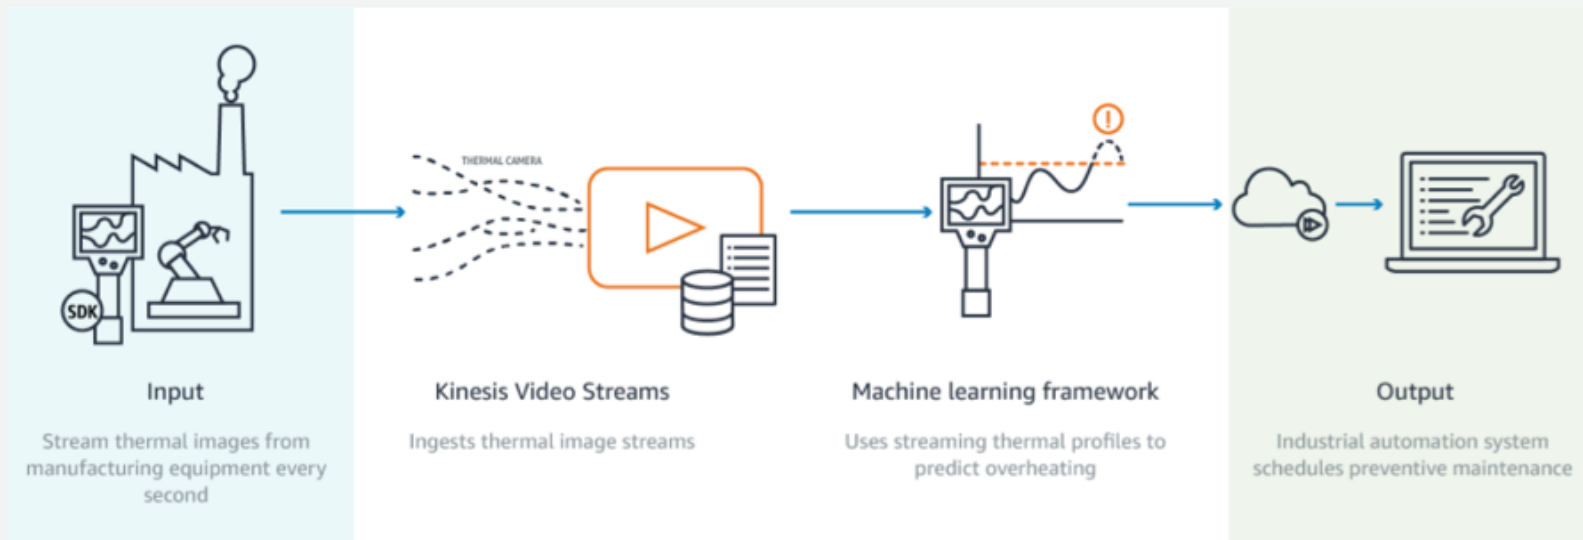 THERMAL CAMERA
!
SDK
Input
Stream thermal images from
manufacturing equipment every
second
Kinesis Video Streams
Ingests thermal image streams
Machine learning framework
Uses streaming thermal profiles to
predict overheating
Output
Industrial automation system
schedules preventive maintenance